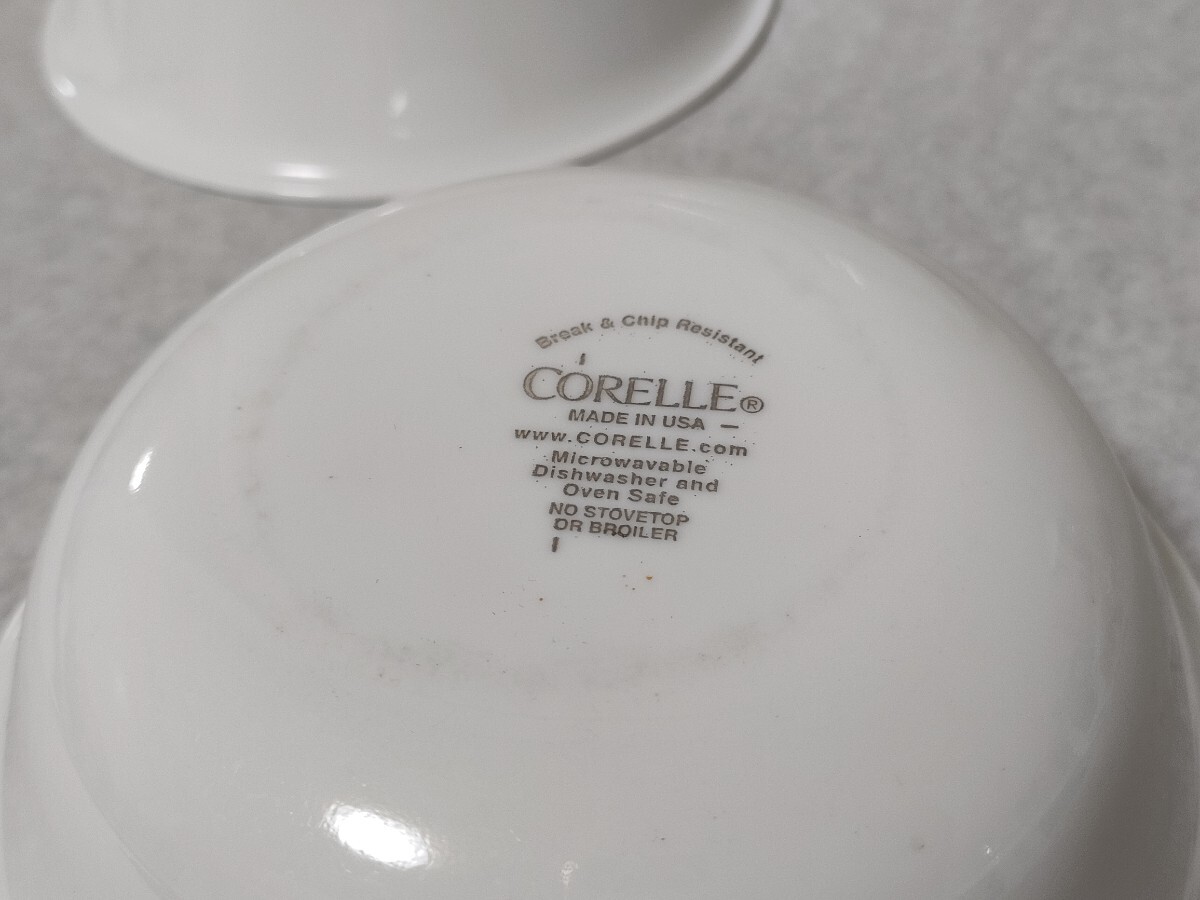 Break & Chip Resistant
CORELLE®
MADE IN USA
www.CORELLE.com
Microwavable
Dishwasher and
Oven Safe
NO STOVETOP
OR BROILER